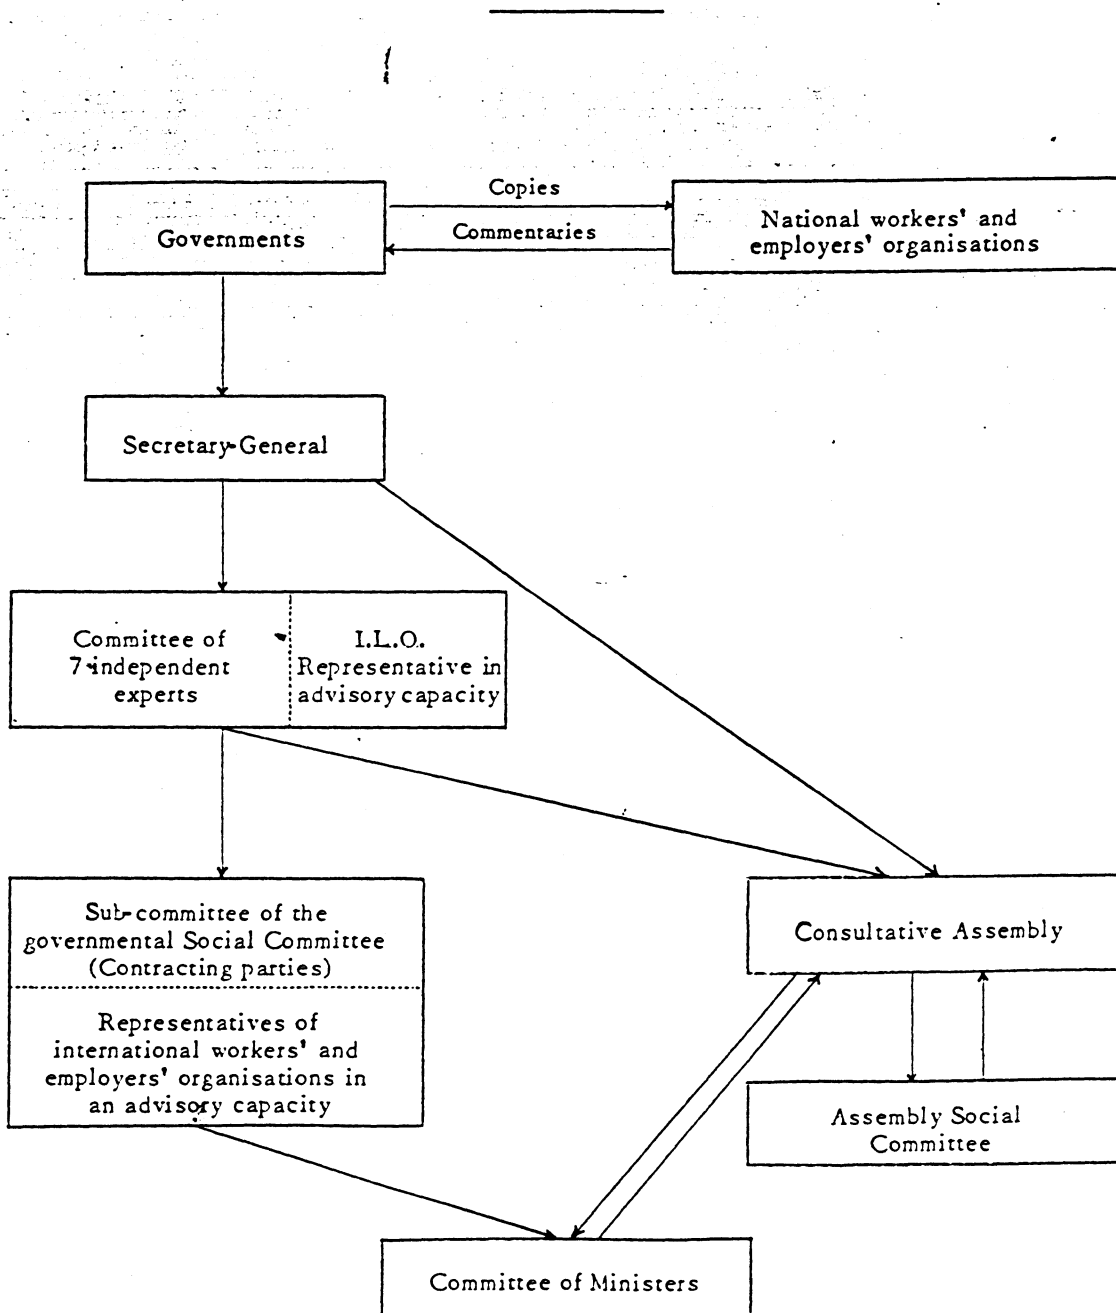 Copies
Governments
Commentaries
National workers' and
employers' organisations
Secretary-General
Committee of
7 independent
experts
I.L.O.
Representative in
advisory capacity
Sub-committee of the
governmental Social Committee
(Contracting parties)
Representatives of
international workers' and
employers' organisations in
an advisory capacity
Consultative Assembly
Assembly Social
Committee
Committee of Ministers